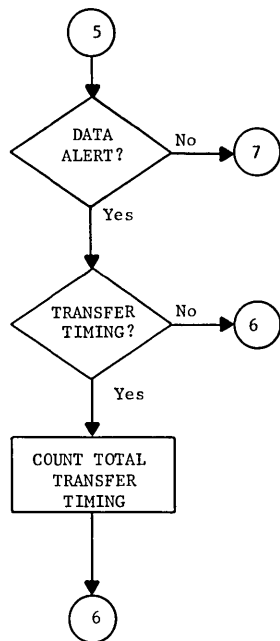 5
DATA
ALERT?
No
7
Yes
TRANSFER
TIMING?
No
6
Yes
COUNT TOTAL
TRANSFER
TIMING
6